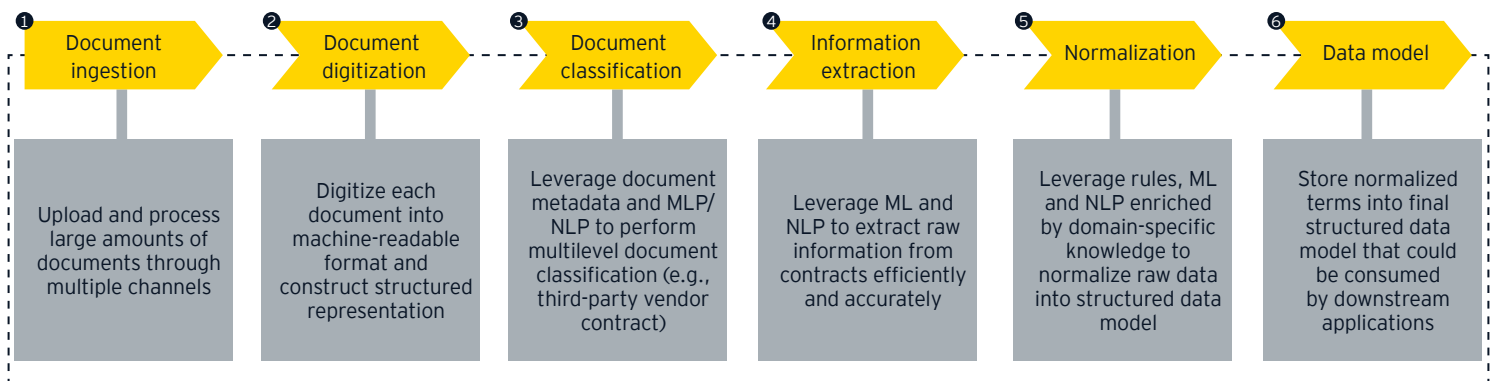 1
Document
ingestion
2
Document
digitization
3
Document
classification
4
Information
extraction
5
Normalization
6
Data model
Upload and process
large amounts of
documents through
multiple channels
Digitize each
document into
machine-readable
format and
construct structured
representation
Leverage document
metadata and MLP/
NLP to perform
multilevel document
classification (e.g.,
third-party vendor
contract)
Leverage ML and
NLP to extract raw
information from
contracts efficiently
and accurately
Leverage rules, ML
and NLP enriched
by domain-specific
knowledge to
normalize raw data
into structured data
model
Store normalized
terms into final
structured data
model that could
be consumed
by downstream
applications